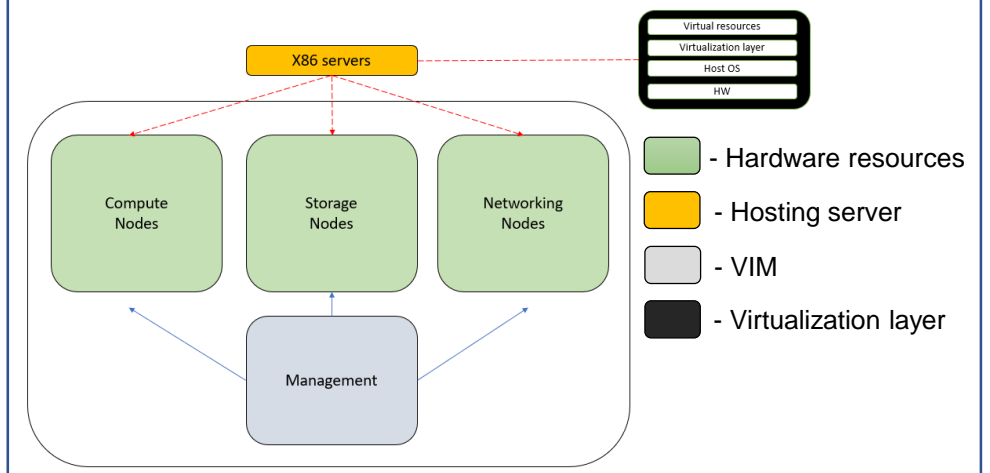 Virtual resources
Virtualization layer
Host OS
HW
X86 servers
Compute
Nodes
Storage
Nodes
Networking
Nodes
Management
- Hardware resources
- Hosting server
- VIM
- Virtualization layer